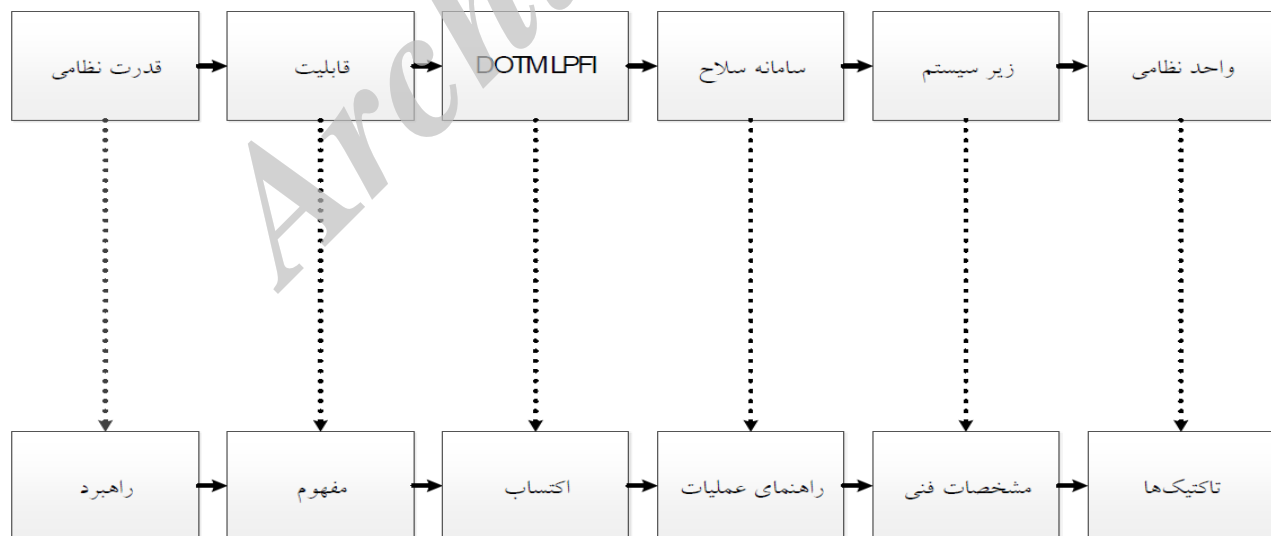 قدرت نظامی
قابلیت
DOTMLPFI
سامانه سلاح
زیر سیستم
واحد نظامی
راهبرد
مفهوم
اکتساب
راهنمای عملیات
مشخصات فنی
تاکتیک‌ها